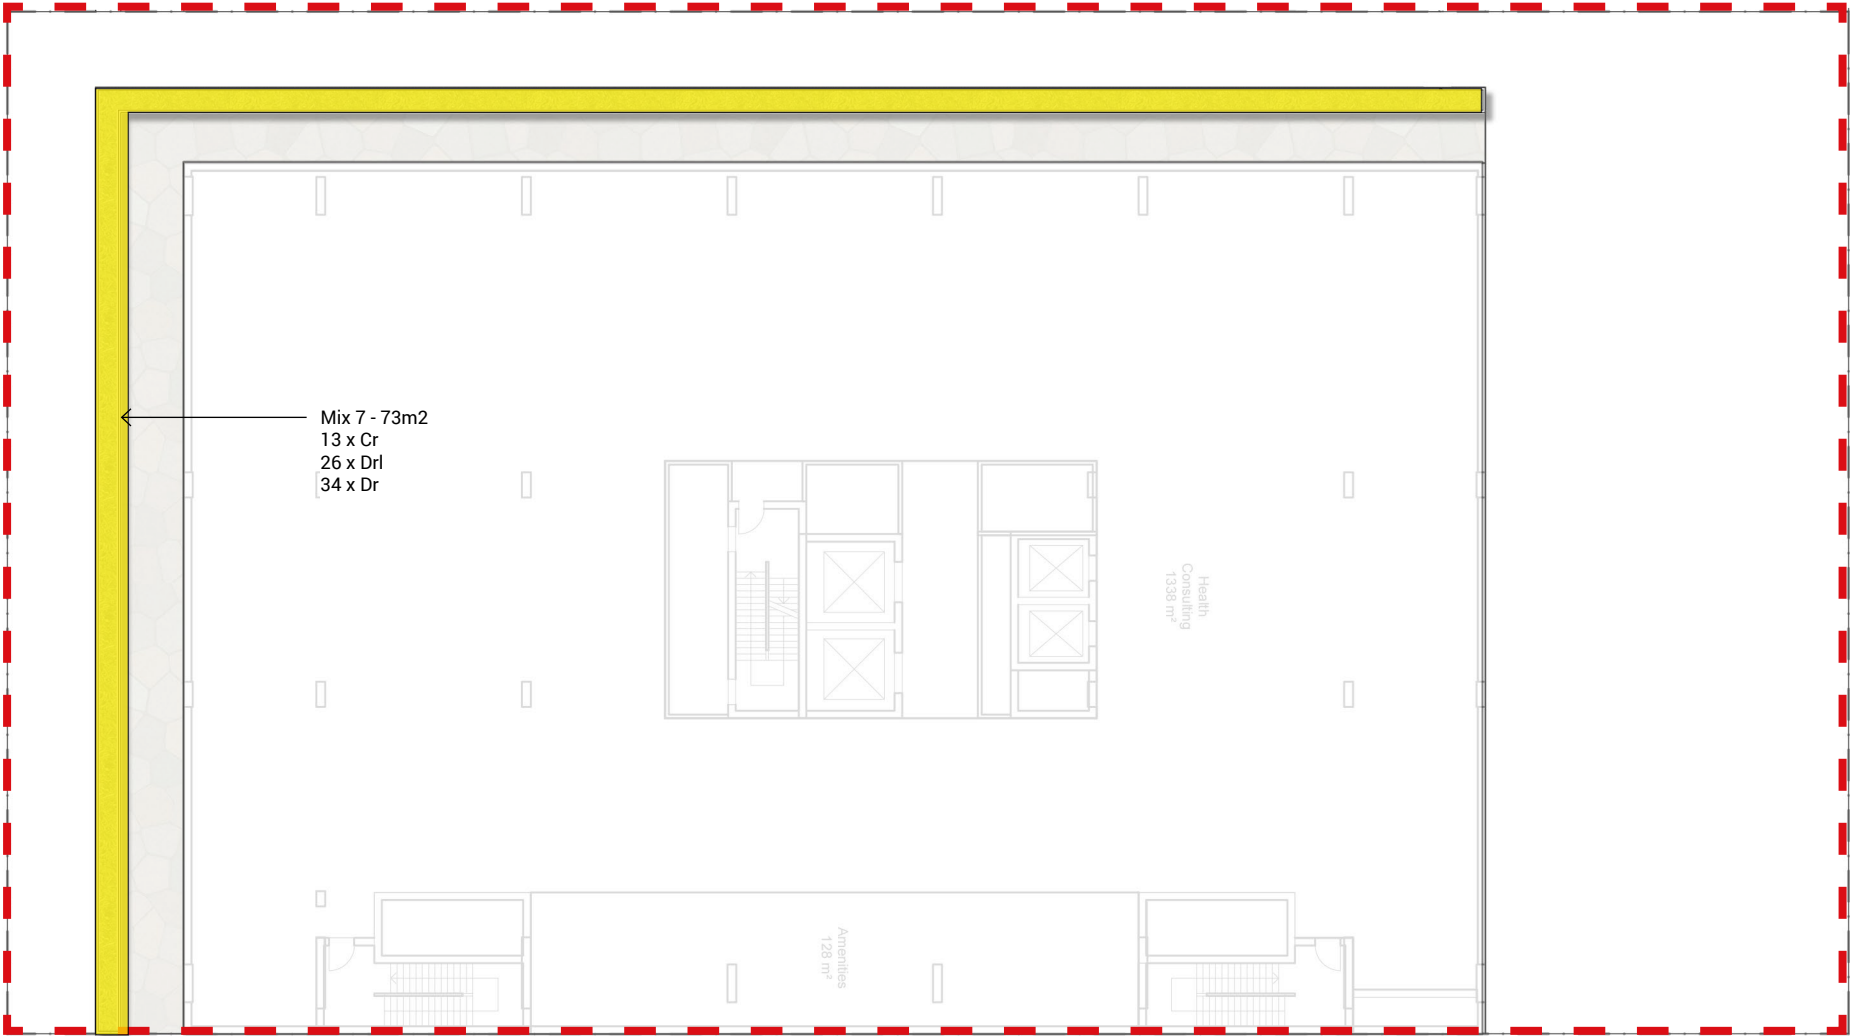 Mix 7 - 73m2
13 x Cr
26 x Drl
34 x Dr
Health
Consulting
1338 m²
Amenities
128 m²